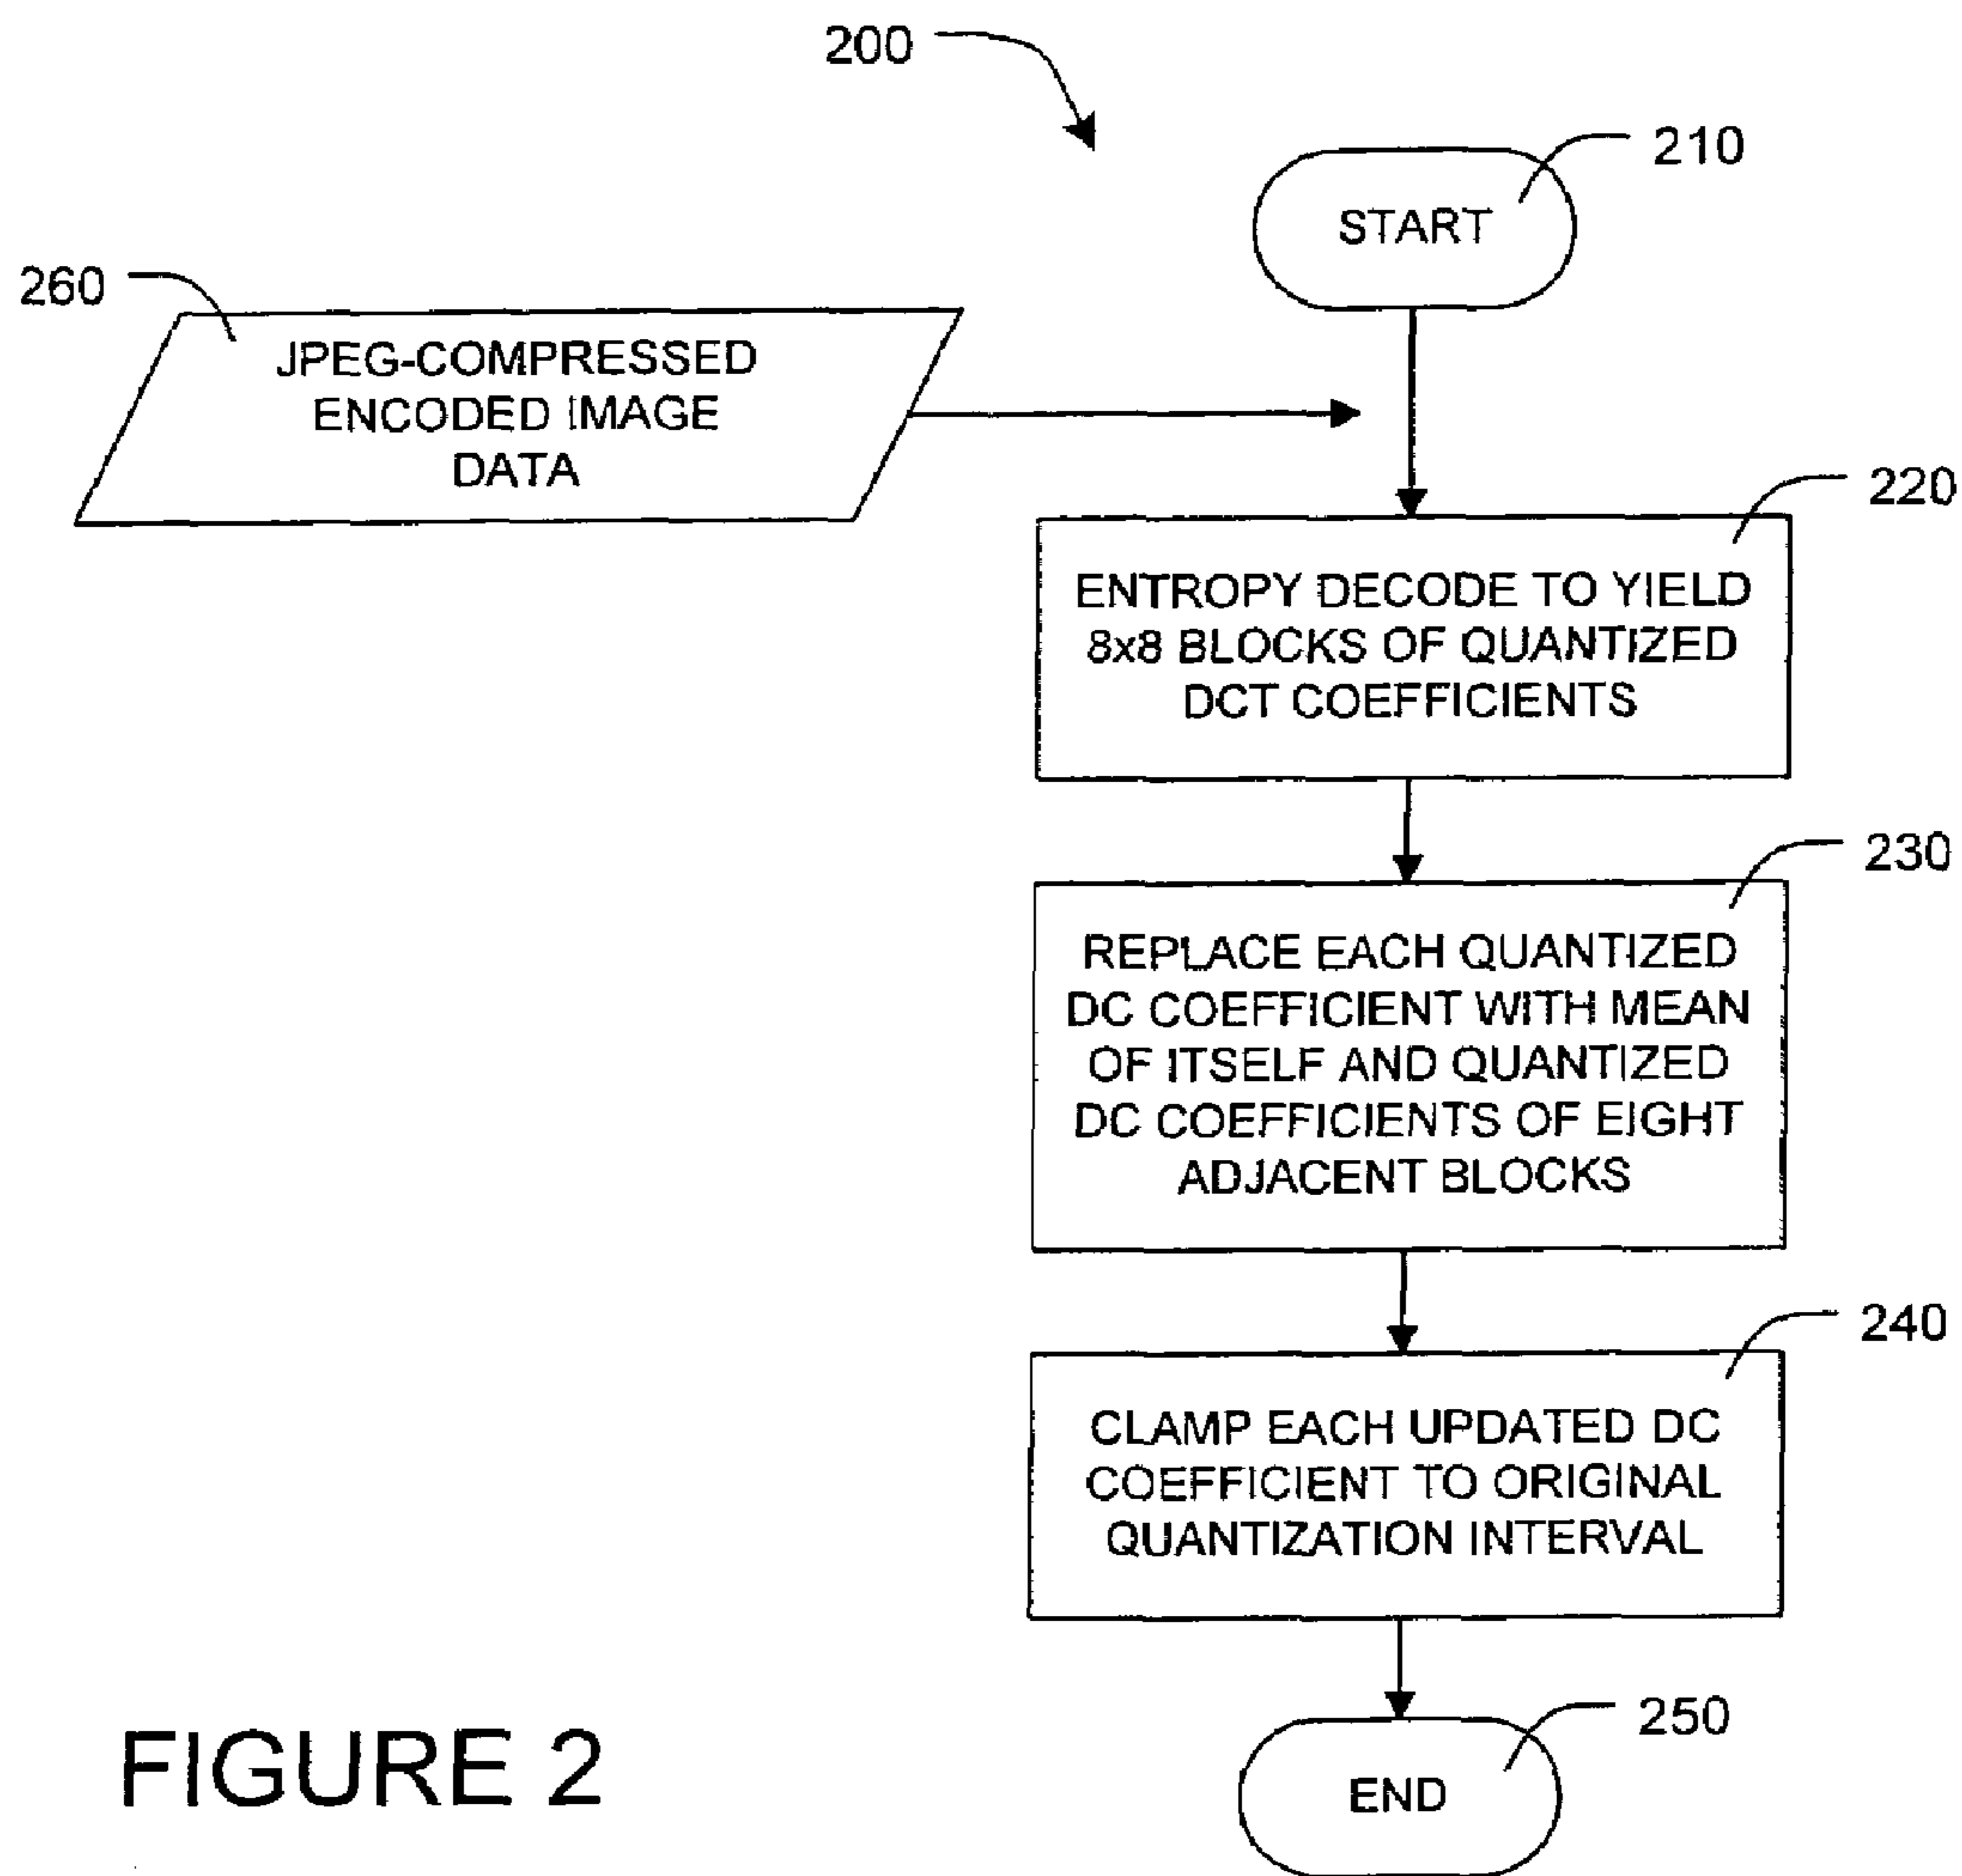 200
210
START
260
JPEG-COMPRESSED
ENCODED IMAGE
DATA
220
ENTROPY DECODE TO YIELD
8x8 BLOCKS OF QUANTIZED
DCT COEFFICIENTS
230
REPLACE EACH QUANTIZED
DC COEFFICIENT WITH MEAN
OF ITSELF AND QUANTIZED
DC COEFFICIENTS OF EIGHT
ADJACENT BLOCKS
240
CLAMP EACH UPDATED DC
COEFFICIENT TO ORIGINAL
QUANTIZATION INTERVAL
250
END
FIGURE 2